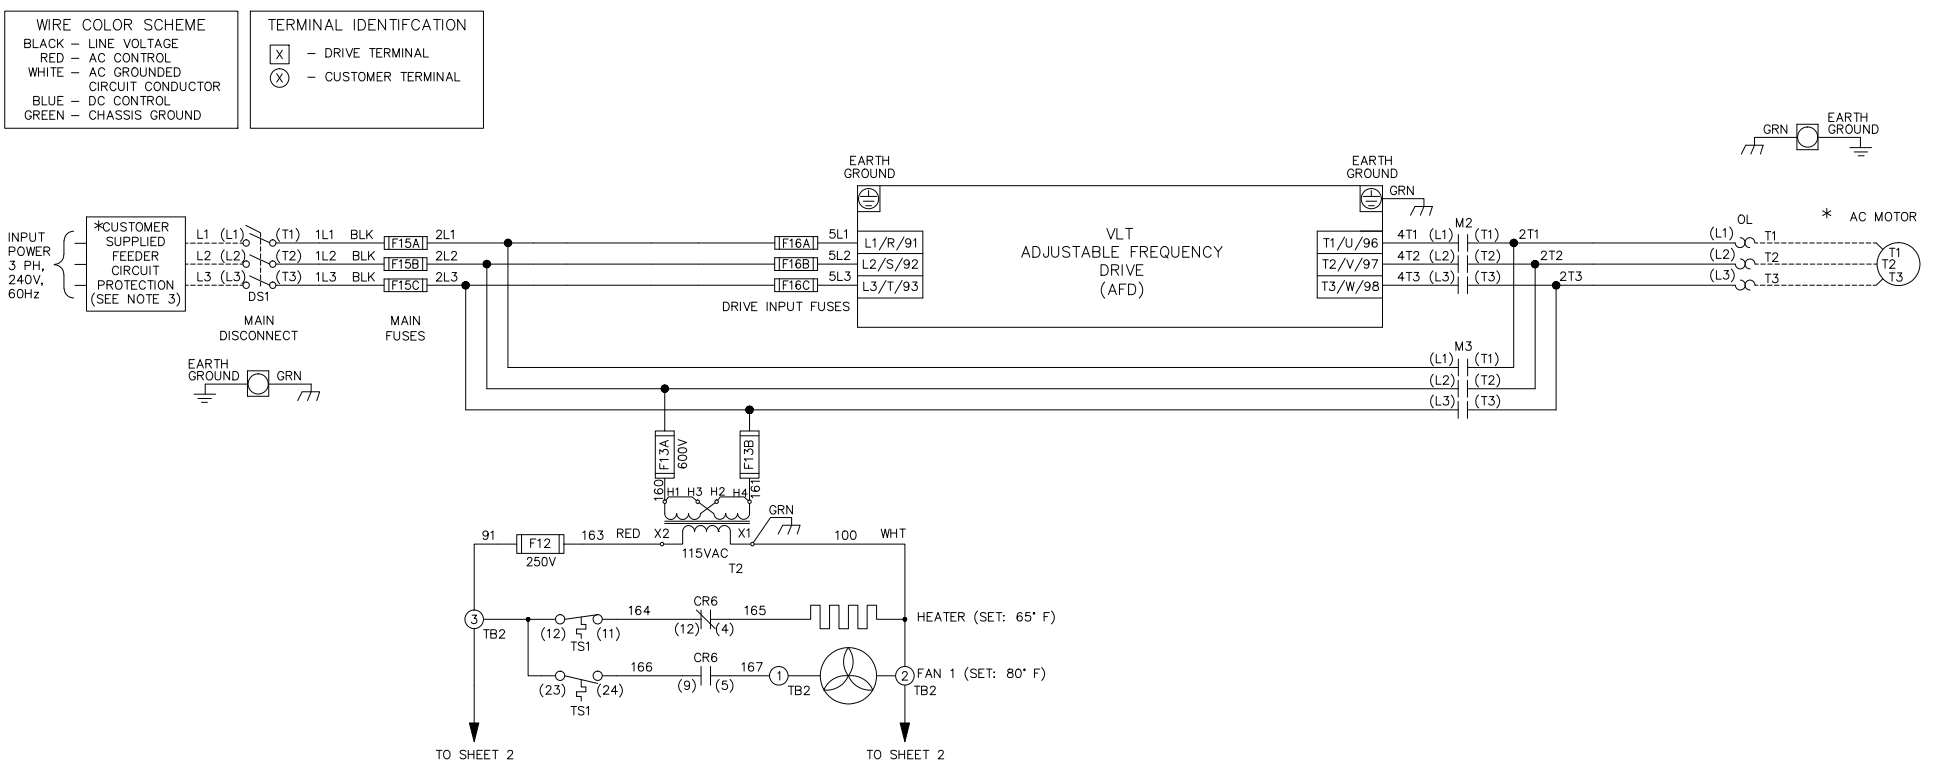 WIRE COLOR SCHEME
BLACK – LINE VOLTAGE
RED – AC CONTROL
WHITE – AC GROUNDED
CIRCUIT CONDUCTOR
BLUE – DC CONTROL
GREEN – CHASSIS GROUND
TERMINAL IDENTIFCATION
X – DRIVE TERMINAL
X – CUSTOMER TERMINAL
GRN
EARTH
GROUND
INPUT
POWER
3 PH,
240V,
60Hz
*CUSTOMER
SUPPLIED
FEEDER
CIRCUIT
PROTECTION
(SEE NOTE 3)
L1 (L1) (T1) 1L1 BLK F15A 2L1
L2 (L2) (T2) 1L2 BLK F15B 2L2
L3 (L3) (T3) 1L3 BLK F15C 2L3
DS1
MAIN
DISCONNECT
MAIN
FUSES
F16A 5L1
F16B 5L2
F16C 5L3
DRIVE INPUT FUSES
EARTH
GROUND
L1/R/91
L2/S/92
L3/T/93
VLT
ADJUSTABLE FREQUENCY
DRIVE
(AFD)
EARTH
GROUND
GRN
T1/U/96
T2/V/97
T3/W/98
M2
4T1 (L1) (T1) 2T1
4T2 (L2) (T2) 2T2
4T3 (L3) (T3) 2T3
OL
(L1) T1
(L2) T2
(L3) T3
* AC MOTOR
T1
T2
T3
M3
(L1) (T1)
(L2) (T2)
(L3) (T3)
EARTH
GROUND
GRN
F13A
600V
F13B
160
161
H1 H3 H2 H4
GRN
91 F12 163 RED X2 X1 100 WHT
250V
115VAC
T2
3
TB2
(12) (11) 164 CR6 (12) (4) 165
TS1
HEATER (SET: 65° F)
(23) (24) 166 CR6 (9) (5) 167 1 2
TS1
TB2
TB2
FAN 1 (SET: 80° F)
TO SHEET 2
TO SHEET 2